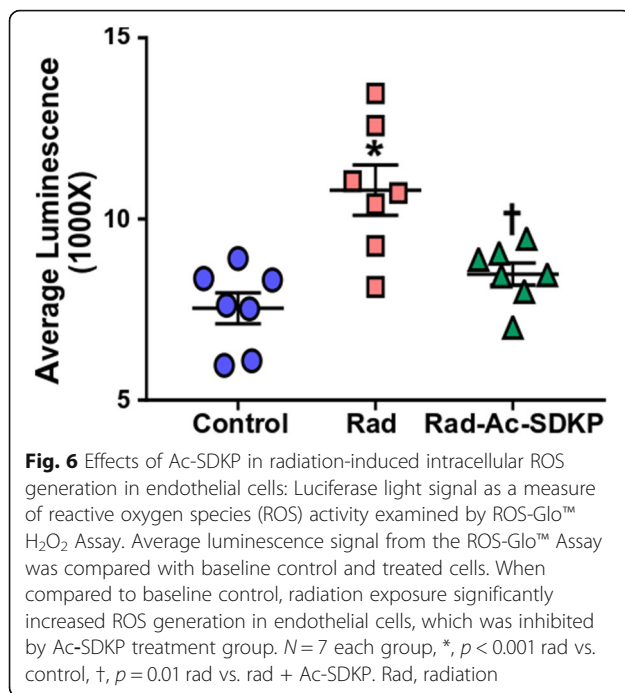 15
10
5
Average Luminescence
(1000X)
*
†
Control Rad Rad-Ac-SDKP
Fig. 6 Effects of Ac-SDKP in radiation-induced intracellular ROS
generation in endothelial cells: Luciferase light signal as a measure
of reactive oxygen species (ROS) activity examined by ROS-Glo™
H₂O₂ Assay. Average luminescence signal from the ROS-Glo™ Assay
was compared with baseline control and treated cells. When
compared to baseline control, radiation exposure significantly
increased ROS generation in endothelial cells, which was inhibited
by Ac-SDKP treatment group. N = 7 each group, *, p < 0.001 rad vs.
control, †, p = 0.01 rad vs. rad + Ac-SDKP. Rad, radiation